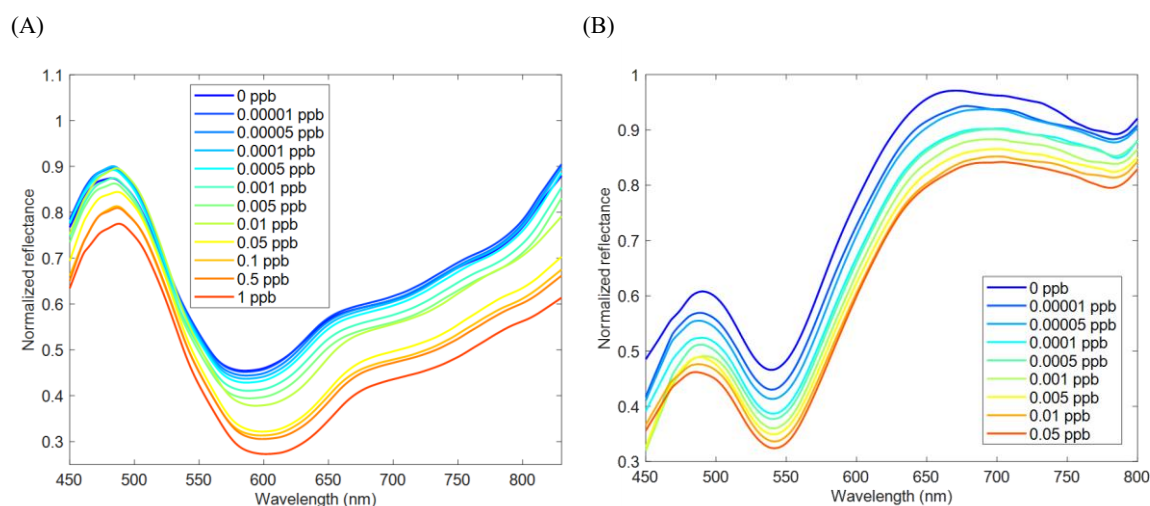 (A)
(B)
1.1
1
0.9
0.8
0.7
0.6
0.5
0.4
0.3
Normalized reflectance
450 500 550 600 650 700 750 800
Wavelength (nm)
0 ppb
0.00001 ppb
0.00005 ppb
0.0001 ppb
0.0005 ppb
0.001 ppb
0.005 ppb
0.01 ppb
0.05 ppb
0.1 ppb
0.5 ppb
1 ppb
1
0.9
0.8
0.7
0.6
0.5
0.4
0.3
Normalized reflectance
450 500 550 600 650 700 750 800
Wavelength (nm)
0 ppb
0.00001 ppb
0.00005 ppb
0.0001 ppb
0.0005 ppb
0.001 ppb
0.005 ppb
0.01 ppb
0.05 ppb